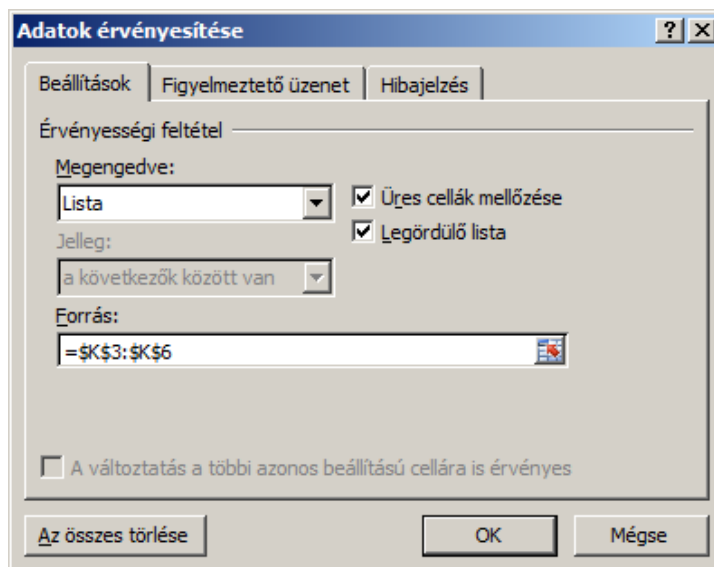 Adatok érvényesítése
Beállítások Figyelmeztető üzenet Hibajelzés
Érvényességi feltétel
Megengedve:
Lista
Üres cellák mellőzése
Jelleg:
Legördülő lista
a következők között van
Forrás:
=$K$3:$K$6
A változtatás a többi azonos beállítású cellára is érvényes
Az összes törlése OK Mégse